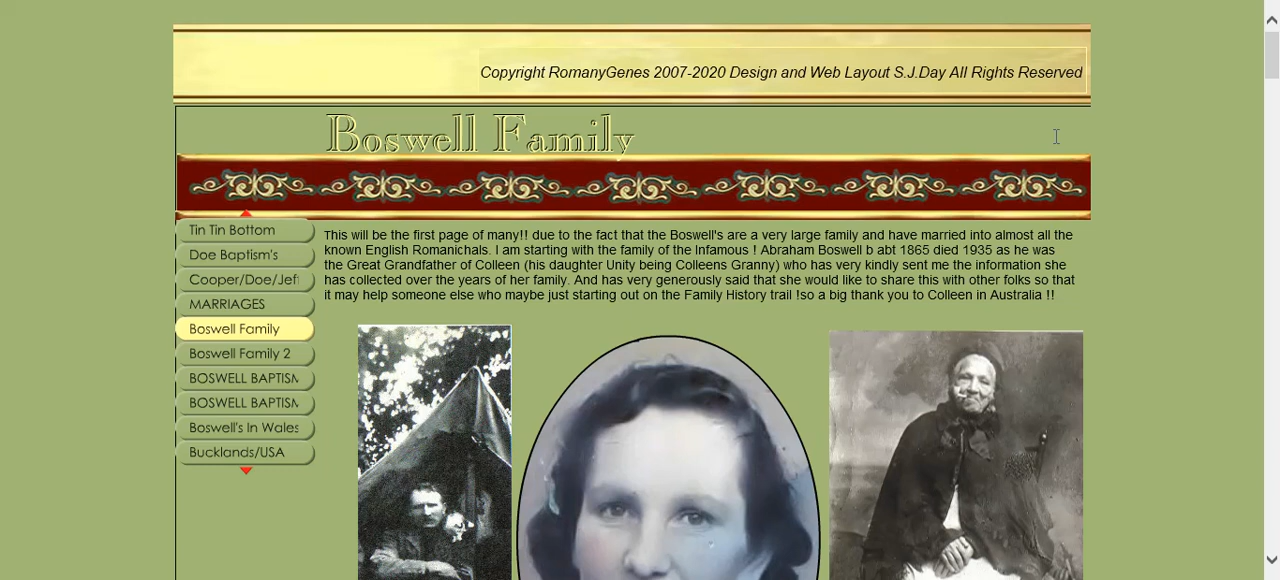 Copyright RomanyGenes 2007-2020 Design and Web Layout S.J.Day All Rights Reserved
Boswell Family
Tin Tin Bottom
Doe Baptism's
Cooper/Doe/Jeff
MARRIAGES
Boswell Family
Boswell Family 2
BOSWELL BAPTISM
BOSWELL BAPTISM
Boswell's In Wales
Bucklands/USA
This will be the first page of many!! due to the fact that the Boswell's are a very large family and have married into almost all the
known English Romanichals. I am starting with the family of the Infamous ! Abraham Boswell b abt 1865 died 1935 as he was
the Great Grandfather of Colleen (his daughter Unity being Colleens Granny) who has very kindly sent me the information she
has collected over the years of her family. And has very generously said that she would like to share this with other folks so that
it may help someone else who maybe just starting out on the Family History trail !so a big thank you to Colleen in Australia !!